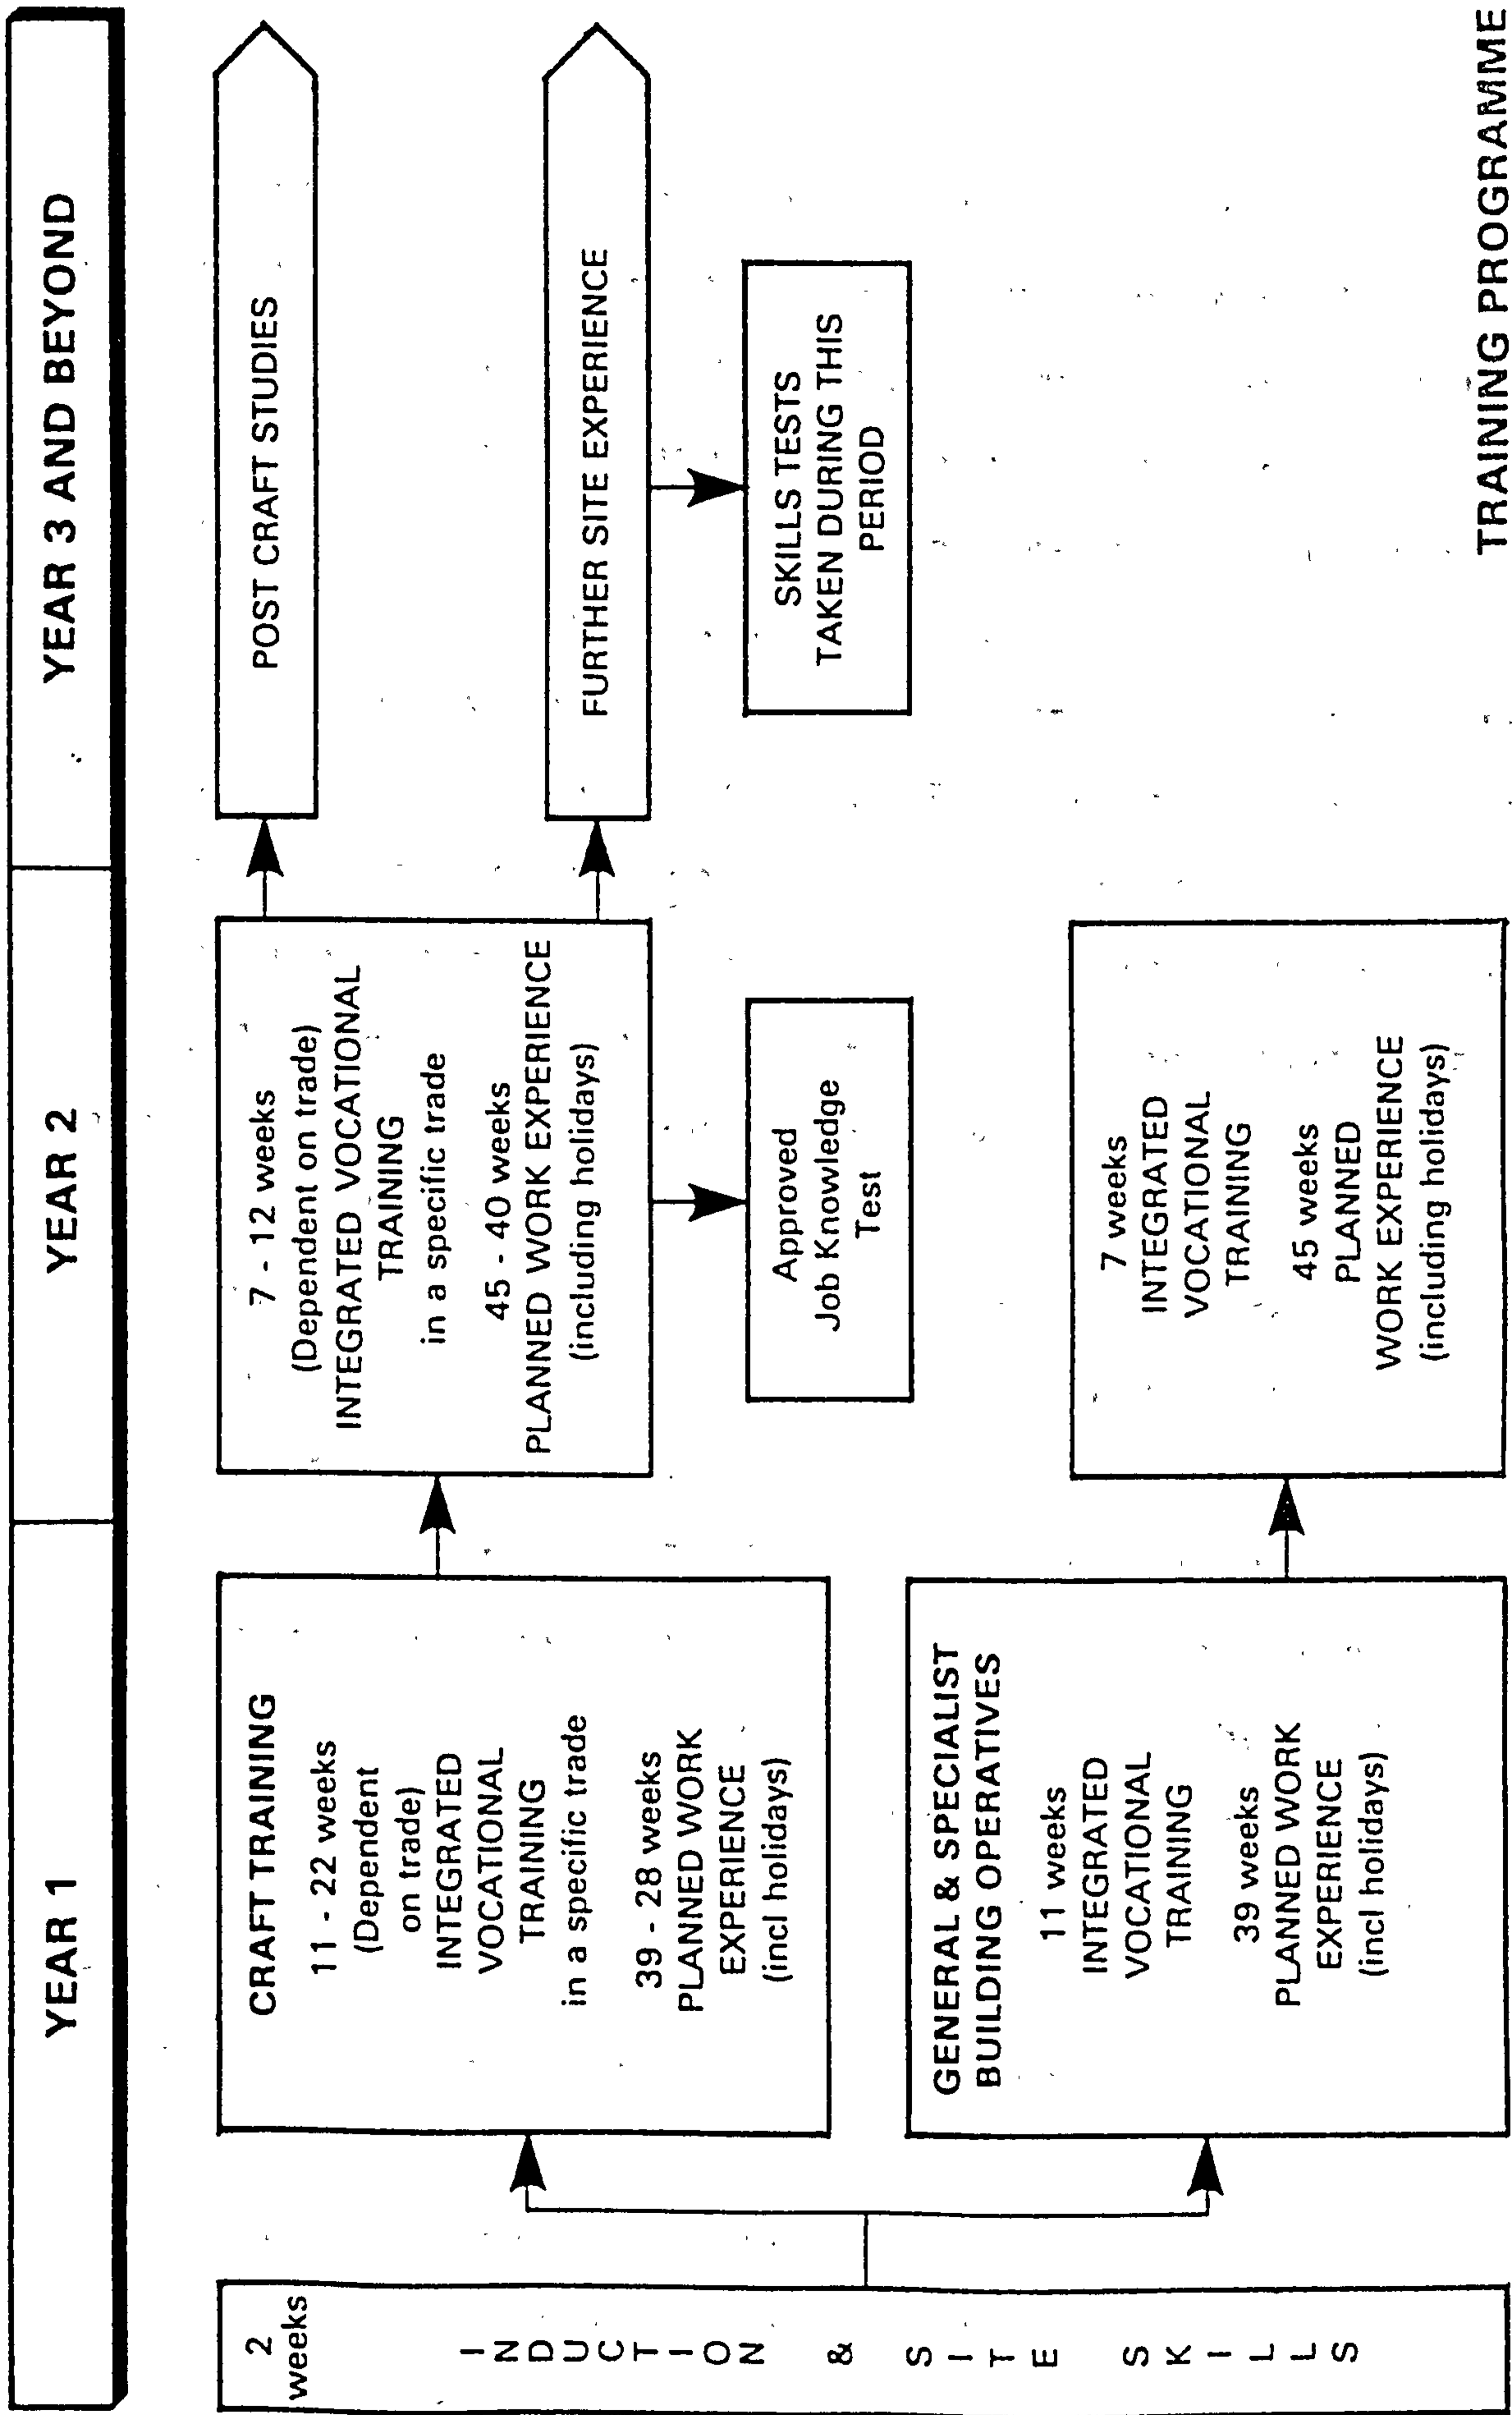 YEAR 1
YEAR 2
YEAR 3 AND BEYOND
2
weeks
INDUCTION & SITE SKILLS
CRAFT TRAINING
11 - 22 weeks
(Dependent
on trade)
INTEGRATED
VOCATIONAL
TRAINING
in a specific trade
39 - 28 weeks
PLANNED WORK
EXPERIENCE
(incl holidays)
7 - 12 weeks
(Dependent on trade)
INTEGRATED VOCATIONAL
TRAINING
in a specific trade
45 - 40 weeks
PLANNED WORK EXPERIENCE
(including holidays)
POST CRAFT STUDIES
FURTHER SITE EXPERIENCE
Approved
Job Knowledge
Test
SKILLS TESTS
TAKEN DURING THIS
PERIOD
GENERAL & SPECIALIST
BUILDING OPERATIVES
11 weeks
INTEGRATED
VOCATIONAL
TRAINING
39 weeks
PLANNED WORK
EXPERIENCE
(incl holidays)
7 weeks
INTEGRATED
VOCATIONAL
TRAINING
45 weeks
PLANNED
WORK EXPERIENCE
(including holidays)
TRAINING PROGRAMME